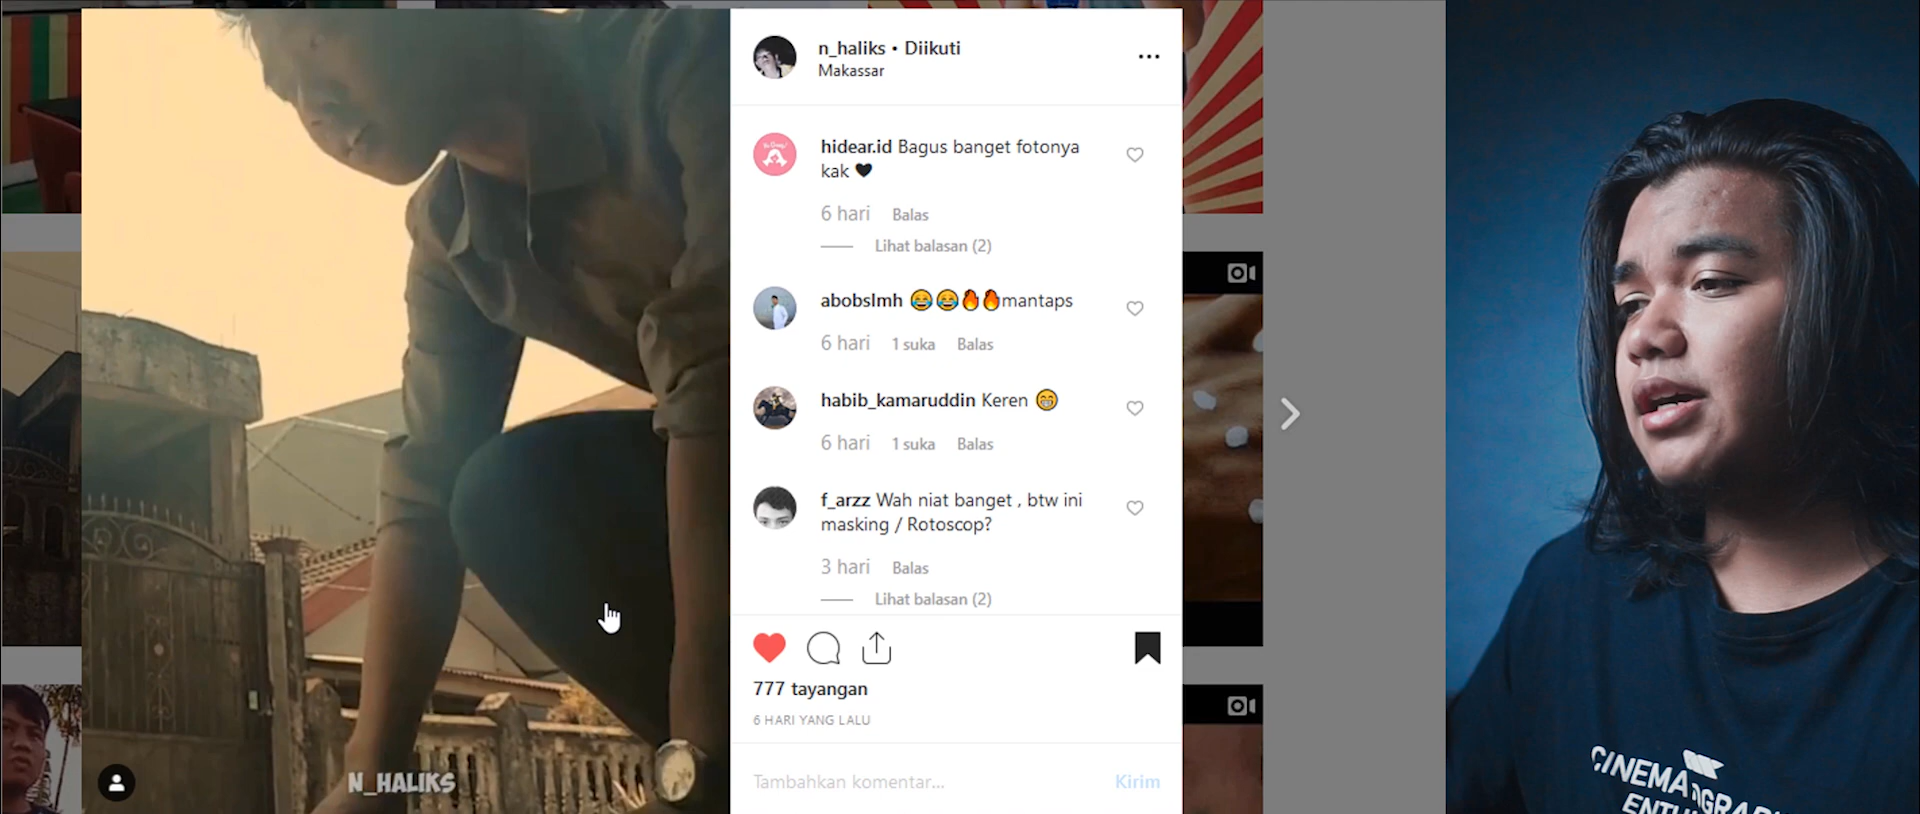 n_haliks • Diikuti
Makassar
hidear.id Bagus banget fotonya
kak 🖤
6 hari Balas
Lihat balasan (2)
abobslmh 😂😂🔥🔥mantaps
6 hari 1 suka Balas
habib_kamaruddin Keren 😁
6 hari 1 suka Balas
f_arzz Wah niat banget , btw ini
masking / Rotoscop?
3 hari Balas
Lihat balasan (2)
777 tayangan
6 HARI YANG LALU
Tambahkan komentar... Kirim
N_HALIKS
CINEMA